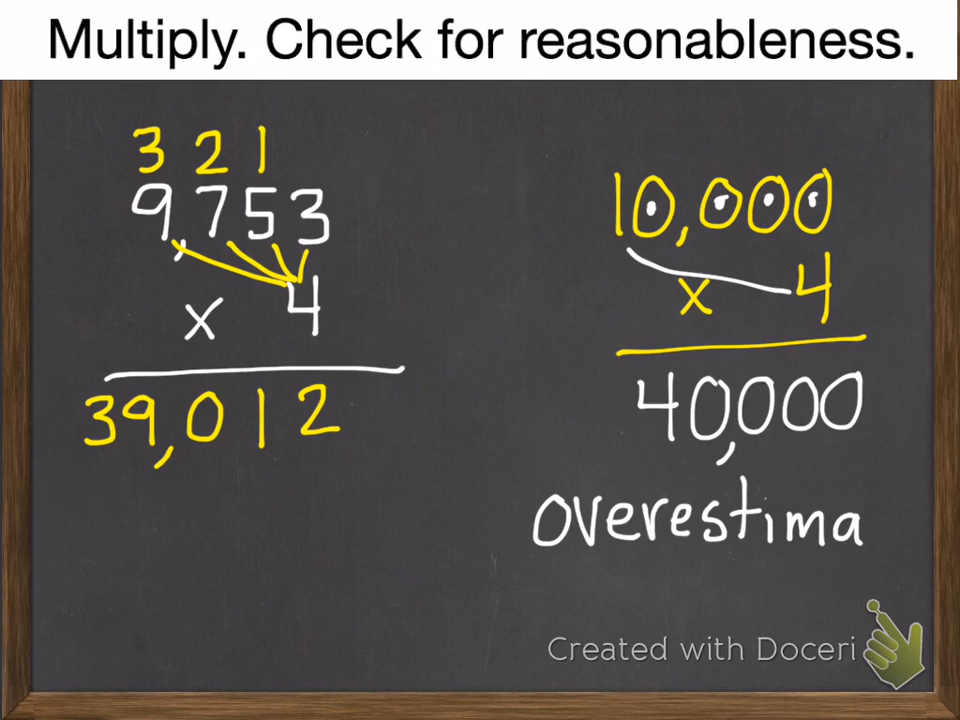 Multiply. Check for reasonableness.
3 2 1
9,753
x 4
39,012
10,000
x 4
40,000
overestima
Created with Doceri